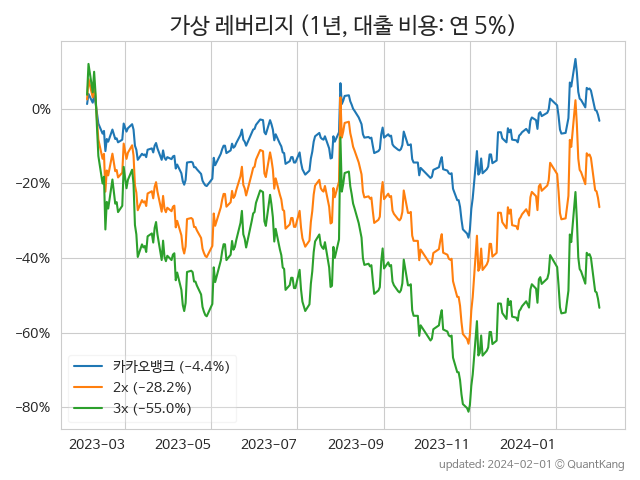 가상 레버리지 (1년, 대출 비용: 연 5%)
0%
−20%
−40%
−60%
−80%
카카오뱅크 (−4.4%)
2x (−28.2%)
3x (−55.0%)
2023−03 2023−05 2023−07 2023−09 2023−11 2024−01
updated: 2024-02-01 © QuantKang